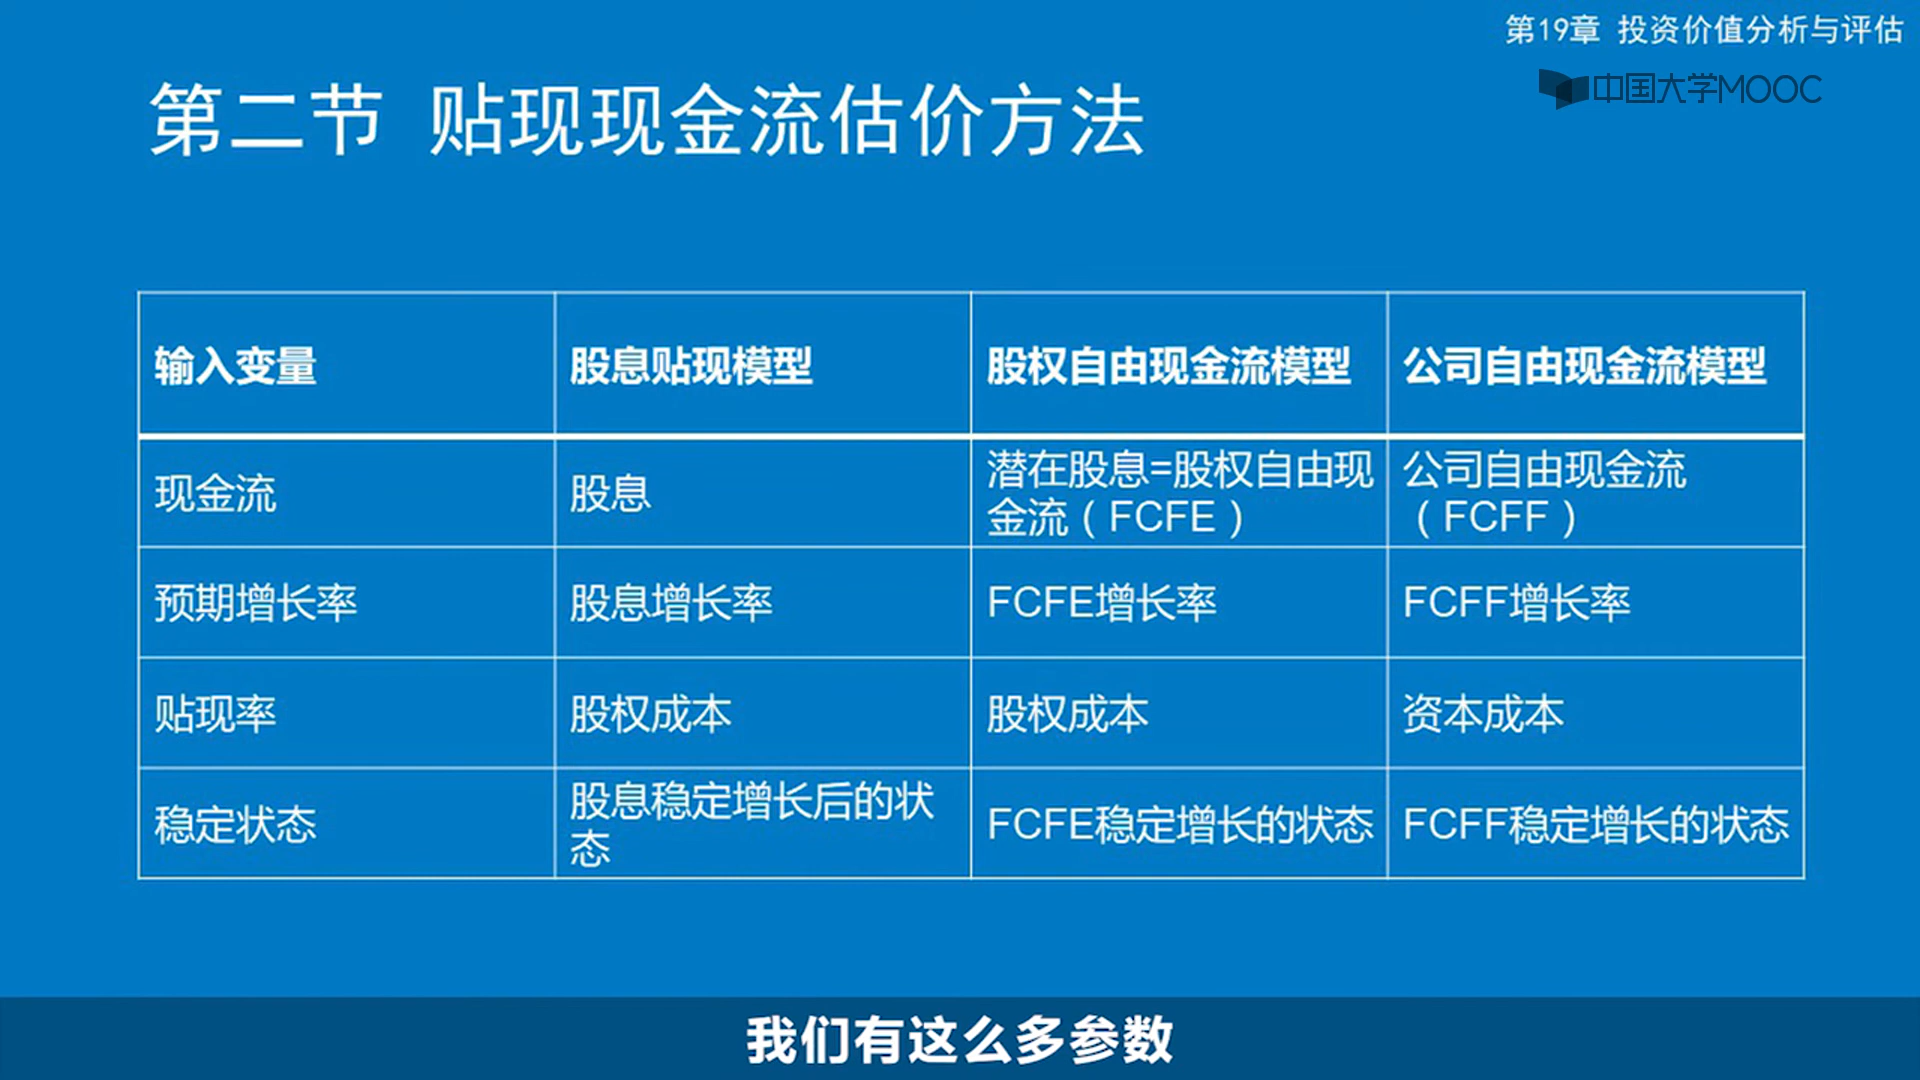 第19章 投资价值分析与评估
中国大学MOOC
第二节 贴现现金流估价方法
输入变量
股息贴现模型
股权自由现金流模型
公司自由现金流模型
现金流
股息
潜在股息=股权自由现
金流（FCFE）
公司自由现金流
（FCFF）
预期增长率
股息增长率
FCFE增长率
FCFF增长率
贴现率
股权成本
股权成本
资本成本
稳定状态
股息稳定增长后的状
态
FCFE稳定增长的状态
FCFF稳定增长的状态
我们有这么多参数